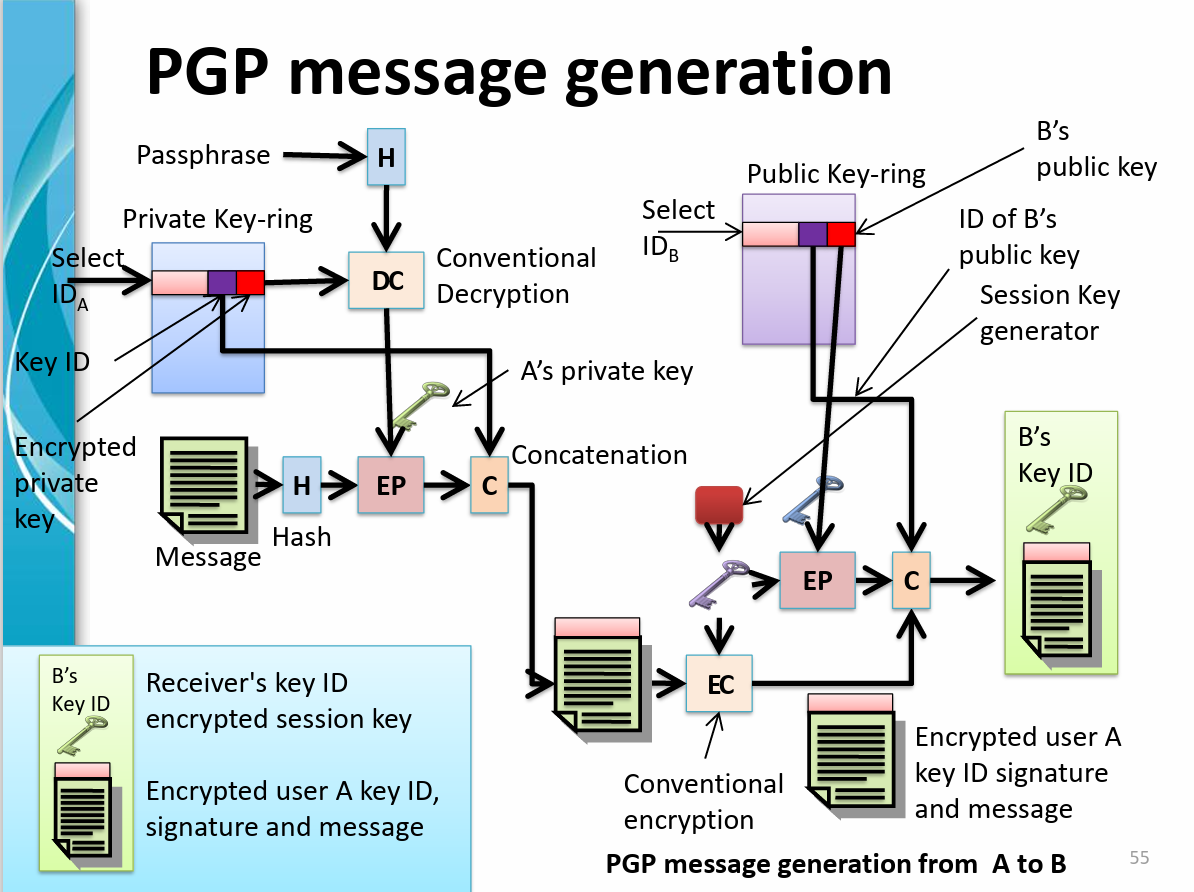 PGP message generation
Passphrase
H
B's
public key
Public Key-ring
Private Key-ring
Select
ID_B
ID of B's
public key
Select
ID_A
DC
Conventional
Decryption
Session Key
generator
Key ID
A's private key
Encrypted
private
key
Concatenation
B's
Key ID
H
EP
C
Hash
Message
EP
C
B's
Key ID
Receiver's key ID
encrypted session key
EC
Encrypted user A key ID,
signature and message
Encrypted user A
key ID signature
and message
Conventional
encryption
PGP message generation from A to B
55